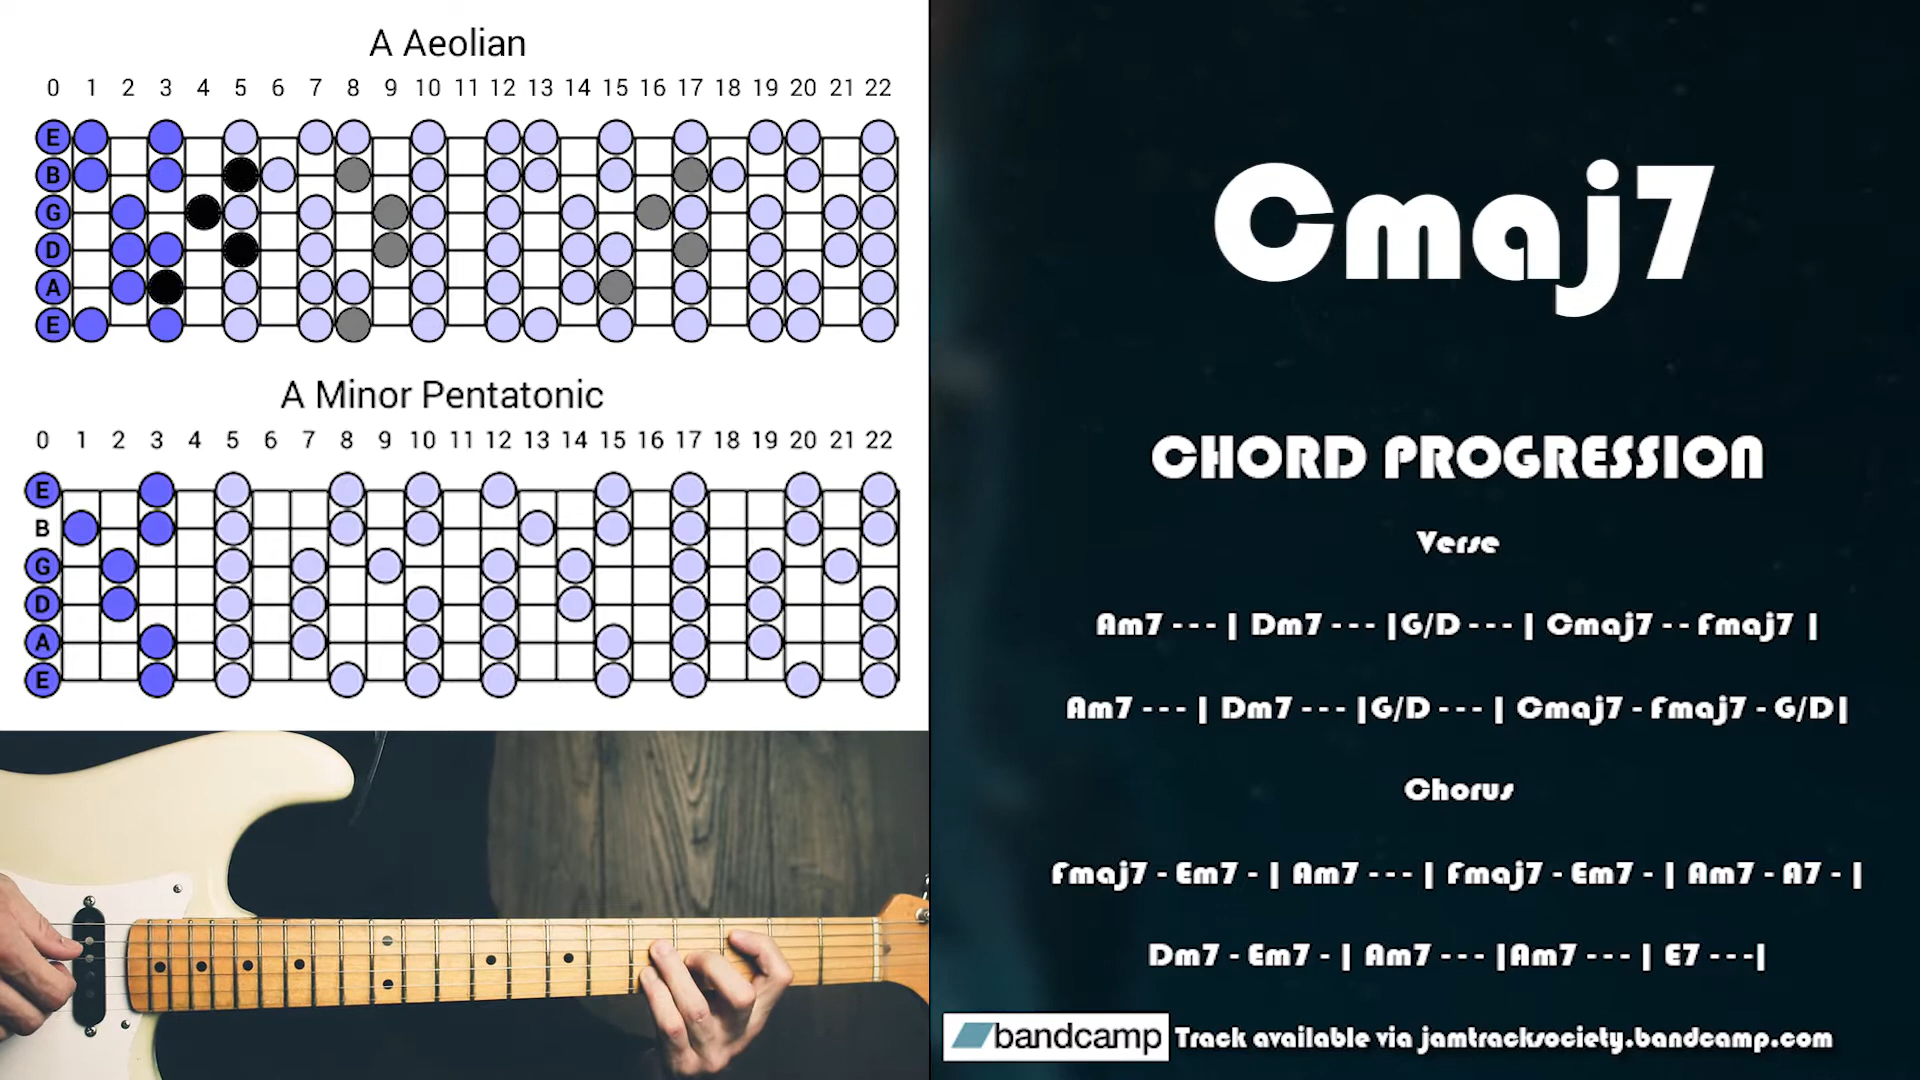 A Aeolian
0 1 2 3 4 5 6 7 8 9 10 11 12 13 14 15 16 17 18 19 20 21 22
E
B
G
D
A
E
A Minor Pentatonic
0 1 2 3 4 5 6 7 8 9 10 11 12 13 14 15 16 17 18 19 20 21 22
E
B
G
D
A
E
Cmaj7
CHORD PROGRESSION
Verse
Am7 - - - | Dm7 - - - |G/D - - - | Cmaj7 - - Fmaj7 |
Am7 - - - | Dm7 - - - |G/D - - - | Cmaj7 - Fmaj7 - G/D|
Chorus
Fmaj7 - Em7 - | Am7 - - - | Fmaj7 - Em7 - | Am7 - A7 - |
Dm7 - Em7 - | Am7 - - - |Am7 - - - | E7 - - -|
bandcamp Track available via jamtracksociety.bandcamp.com